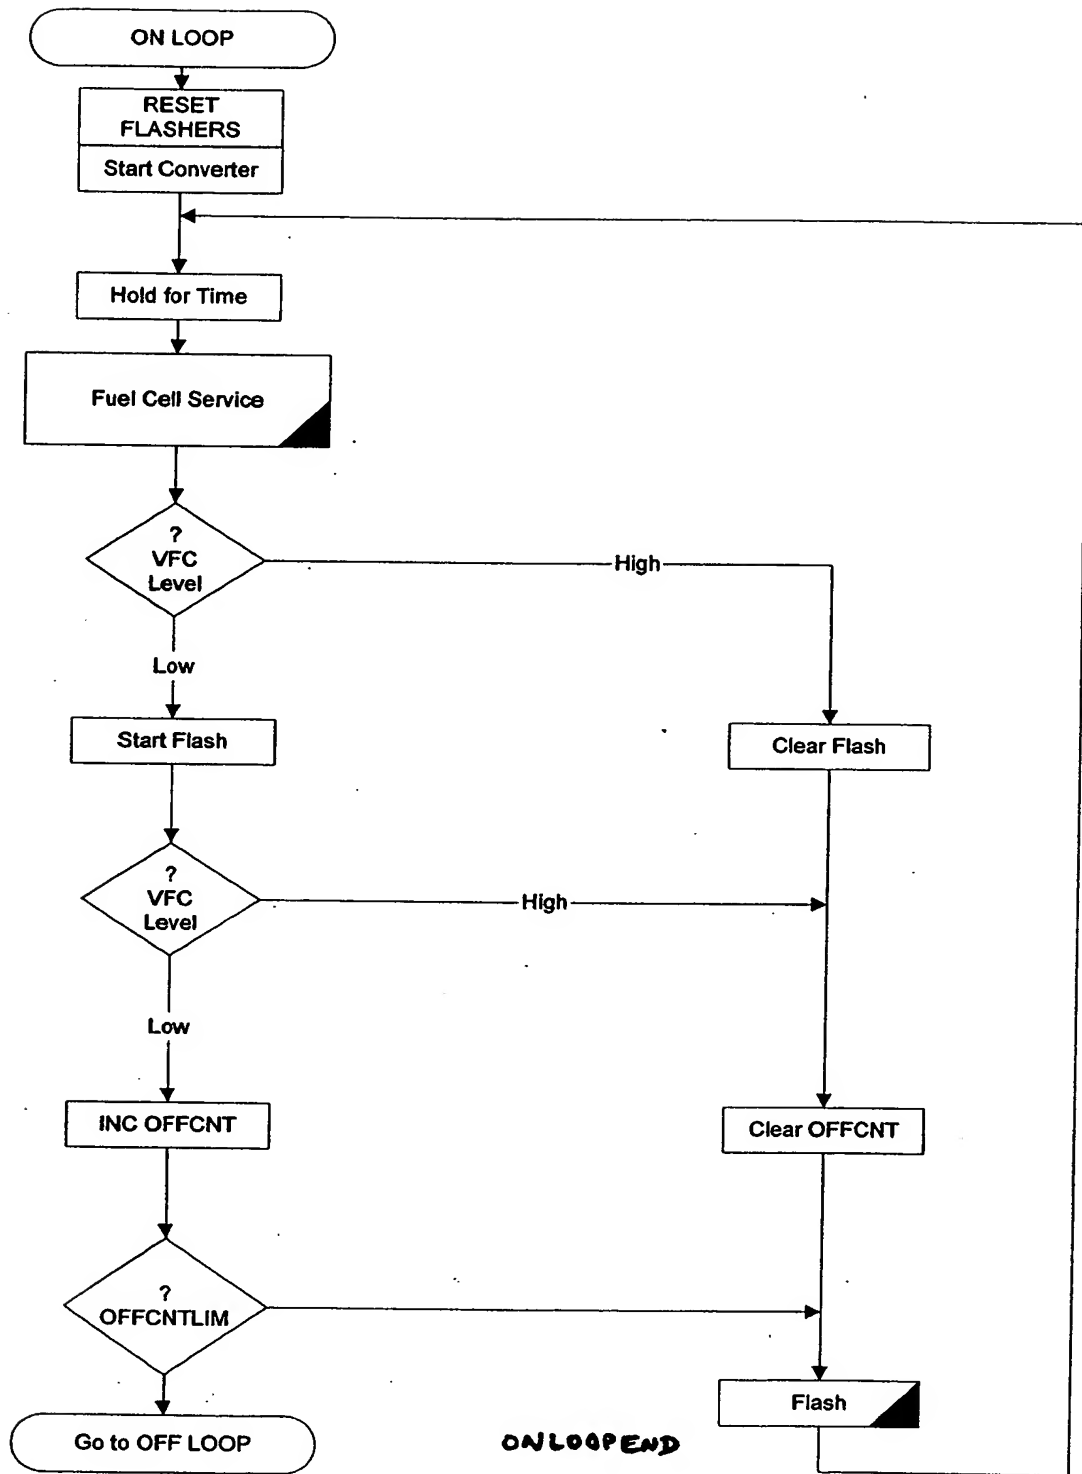 ON LOOP
RESET
FLASHERS
Start Converter
Hold for Time
Fuel Cell Service
?
VFC
Level
High
Low
Start Flash
Clear Flash
?
VFC
Level
High
Low
INC OFFCNT
Clear OFFCNT
?
OFFCNTLIM
Flash
Go to OFF LOOP
ONLOOPEND